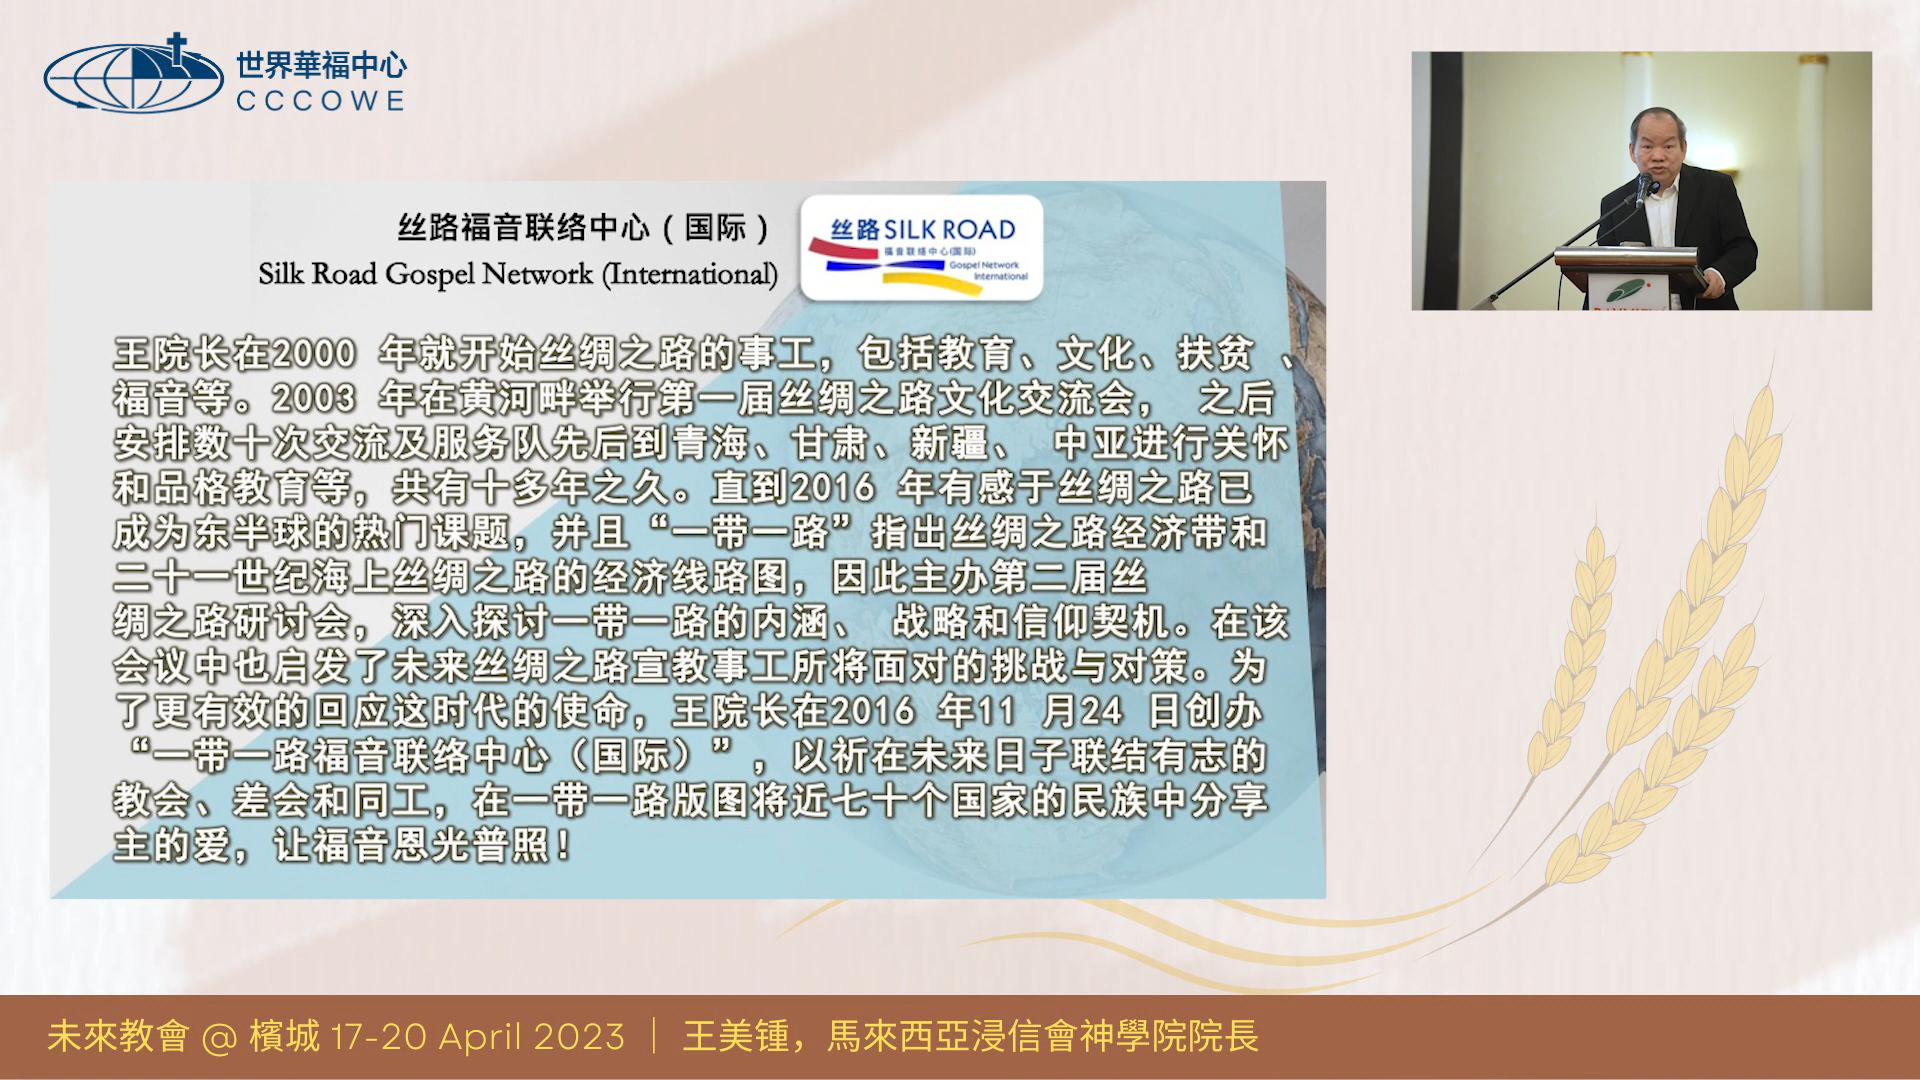 世界華福中心
CCCOWE
丝路福音联络中心（国际）
Silk Road Gospel Network (International)
丝路 SILK ROAD
福音联络中心(国际)
Gospel Network
International
王院长在2000 年就开始丝绸之路的事工，包括教育、文化、扶贫 、
福音等。2003 年在黄河畔举行第一届丝绸之路文化交流会， 之后
安排数十次交流及服务队先后到青海、甘肃、新疆、 中亚进行关怀
和品格教育等，共有十多年之久。直到2016 年有感于丝绸之路已
成为东半球的热门课题，并且“一带一路”指出丝绸之路经济带和
二十一世纪海上丝绸之路的经济线路图，因此主办第二届丝
绸之路研讨会，深入探讨一带一路的内涵、 战略和信仰契机。在该
会议中也启发了未来丝绸之路宣教事工所将面对的挑战与对策。为
了更有效的回应这时代的使命，王院长在2016 年11 月24 日创办
“一带一路福音联络中心（国际）”，以祈在未来日子联结有志的
教会、差会和同工，在一带一路版图将近七十个国家的民族中分享
主的爱，让福音恩光普照！
未來教會 @ 檳城 17-20 April 2023 ｜ 王美锺，馬來西亞浸信會神學院院長